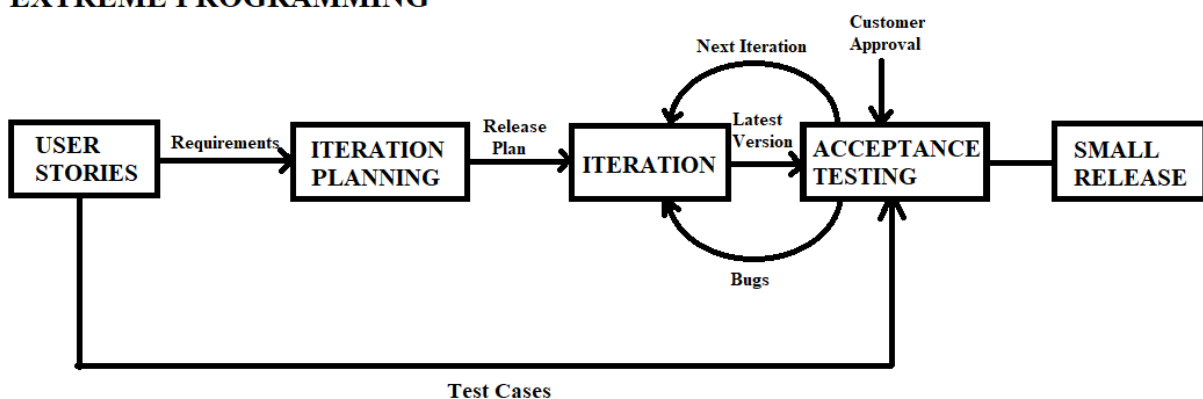 EXTREME PROGRAMMING
Customer
Approval
Next Iteration
USER
STORIES
Requirements
ITERATION
PLANNING
Release
Plan
ITERATION
Latest
Version
ACCEPTANCE
TESTING
SMALL
RELEASE
Bugs
Test Cases